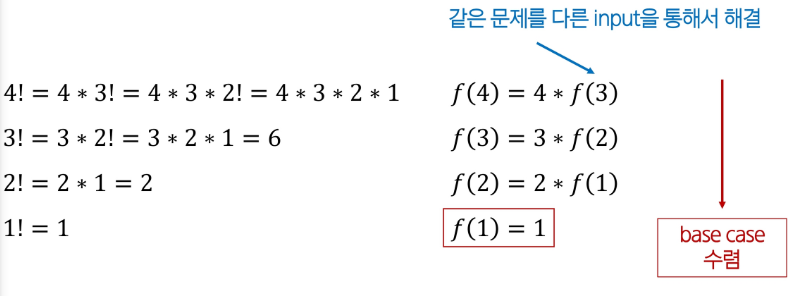 같은 문제를 다른 input을 통해서 해결
4! = 4 ∗ 3! = 4 ∗ 3 ∗ 2! = 4 ∗ 3 ∗ 2 ∗ 1
f(4) = 4 ∗ f(3)
3! = 3 ∗ 2! = 3 ∗ 2 ∗ 1 = 6
f(3) = 3 ∗ f(2)
2! = 2 ∗ 1 = 2
f(2) = 2 ∗ f(1)
1! = 1
f(1) = 1
base case
수렴